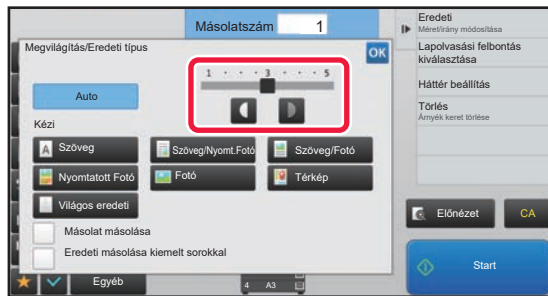 Másolatszám 1
Megvilágítás/Eredeti típus
OK
1 · · 3 · · 5
Auto
Kézi
A Szöveg
Szöveg/Nyomt.Fotó
Szöveg/Fotó
Nyomtatott Fotó
Fotó
Térkép
Világos eredeti
Másolat másolása
Eredeti másolása kiemelt sorokkal
Egyéb
4 A3
Eredeti
Méret/irány módosítása
Lapolvasási felbontás
kiválasztása
Háttér beállítás
Törlés
Árnyék keret törlése
Előnézet
CA
Start